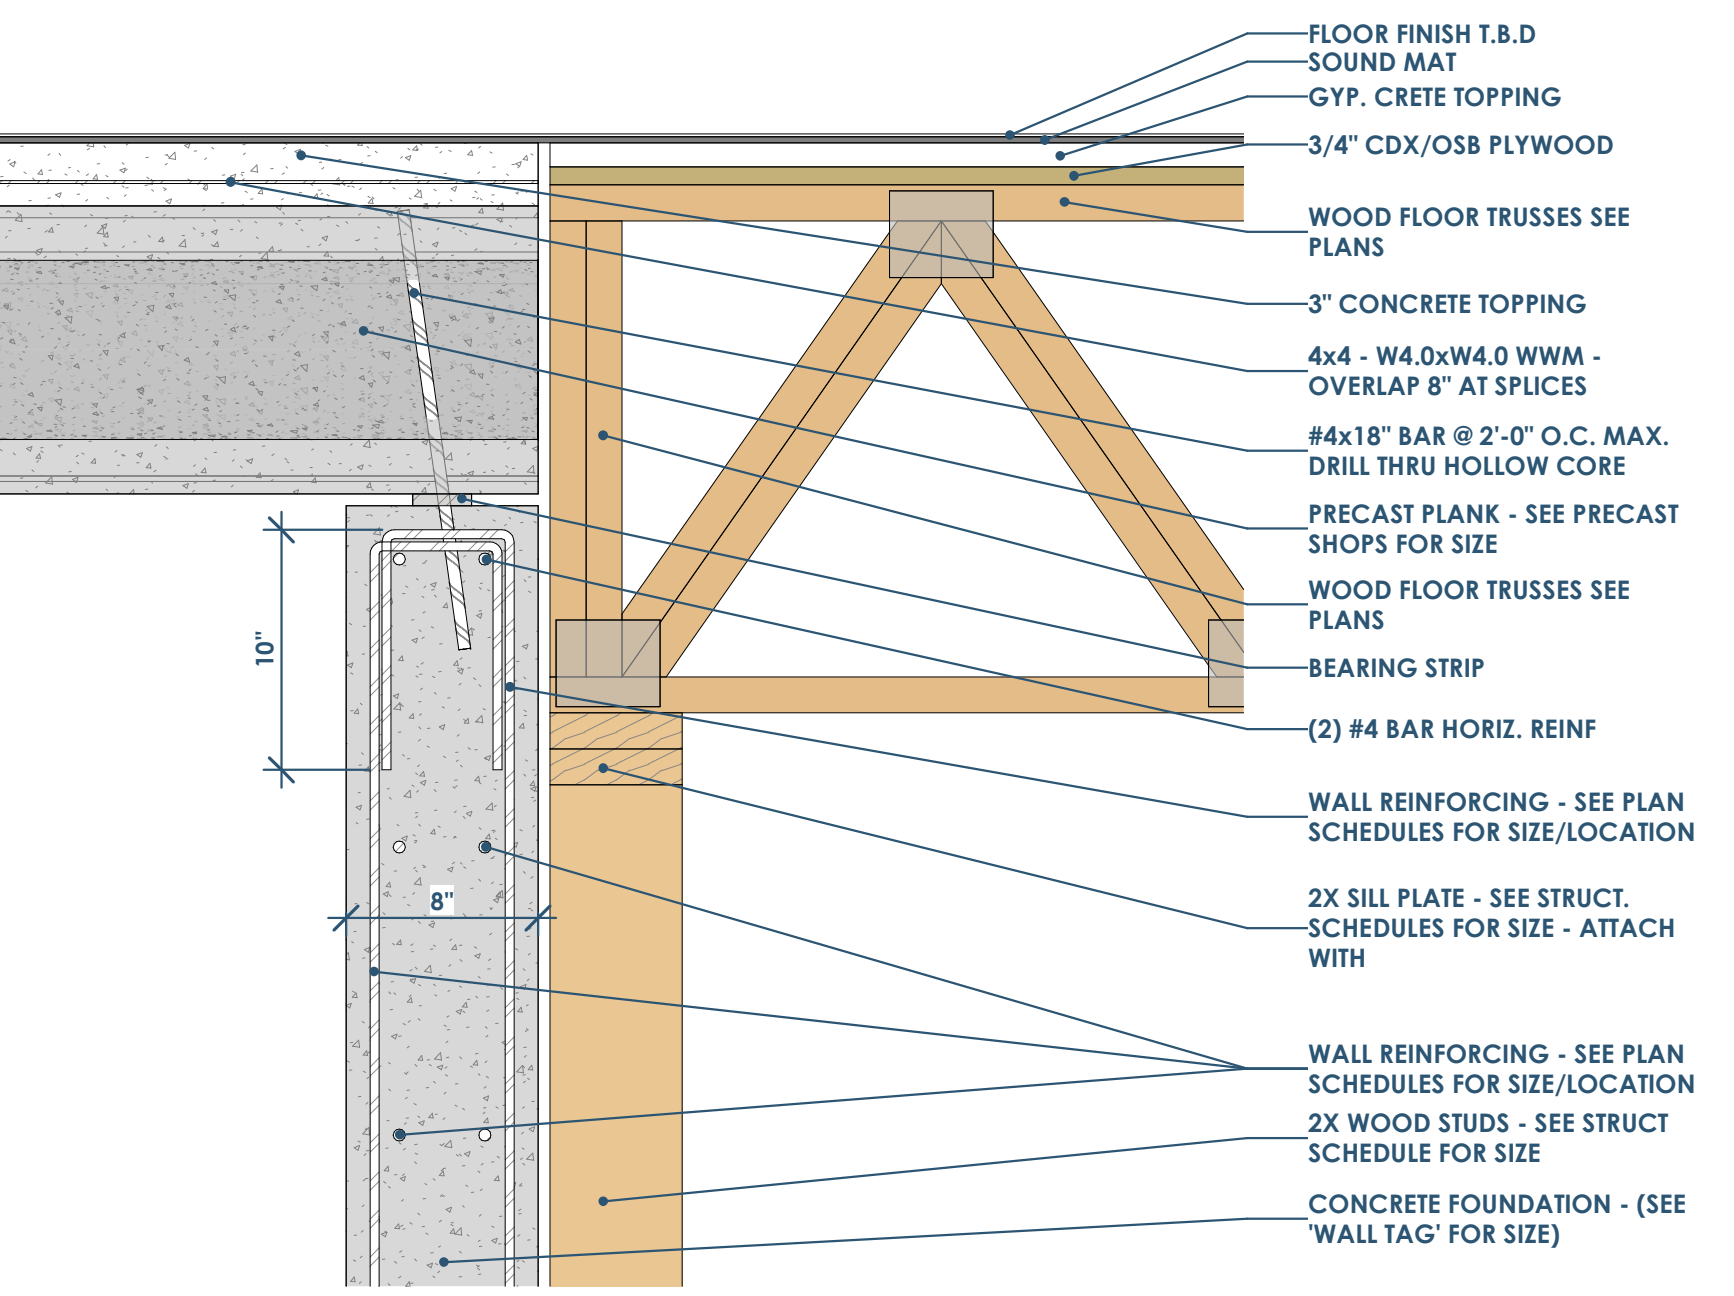 FLOOR FINISH T.B.D
SOUND MAT
GYP. CRETE TOPPING
3/4" CDX/OSB PLYWOOD
WOOD FLOOR TRUSSES SEE
PLANS
3" CONCRETE TOPPING
4x4 - W4.0xW4.0 WWM -
OVERLAP 8" AT SPLICES
#4x18" BAR @ 2'-0" O.C. MAX.
DRILL THRU HOLLOW CORE
PRECAST PLANK - SEE PRECAST
SHOPS FOR SIZE
WOOD FLOOR TRUSSES SEE
PLANS
BEARING STRIP
(2) #4 BAR HORIZ. REINF
WALL REINFORCING - SEE PLAN
SCHEDULES FOR SIZE/LOCATION
2X SILL PLATE - SEE STRUCT.
SCHEDULES FOR SIZE - ATTACH
WITH
WALL REINFORCING - SEE PLAN
SCHEDULES FOR SIZE/LOCATION
2X WOOD STUDS - SEE STRUCT
SCHEDULE FOR SIZE
CONCRETE FOUNDATION - (SEE
'WALL TAG' FOR SIZE)
10"
8"